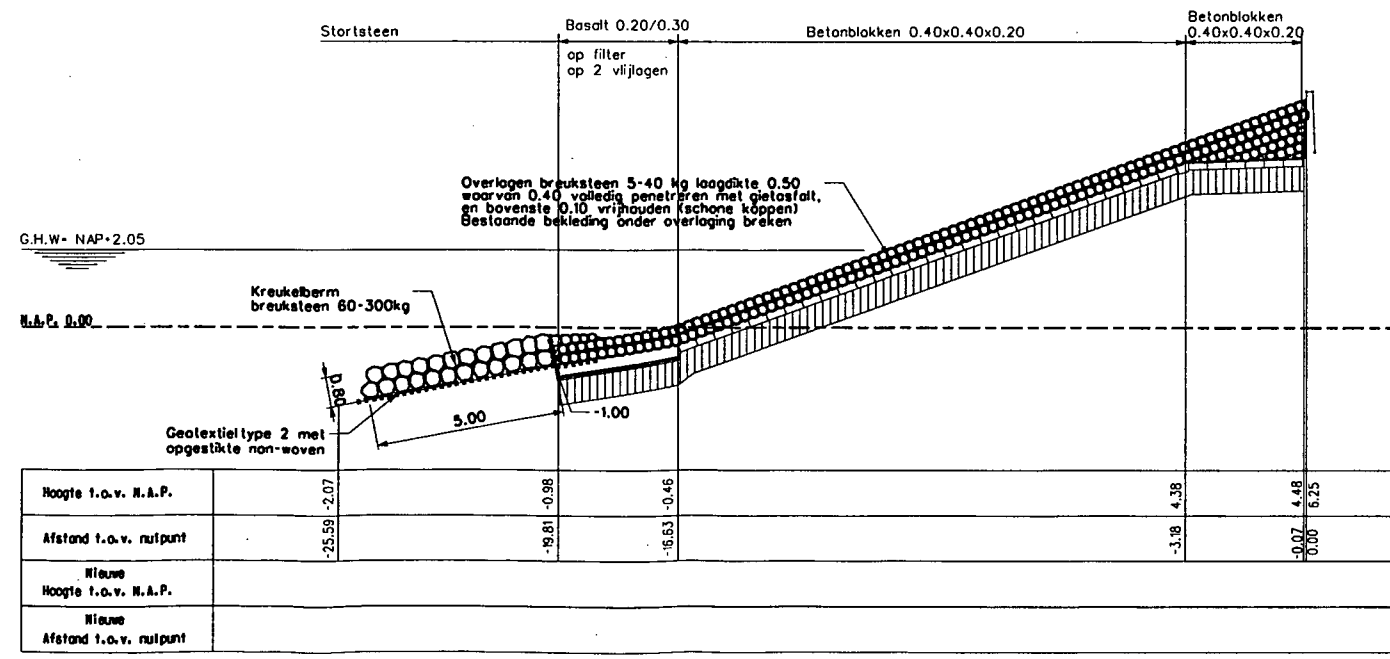 Stortsteen
Basalt 0.20/0.30
op filter
op 2 vlijlagen
Betonblokken 0.40x0.40x0.20
Betonblokken
0.40x0.40x0.20
Overlagen breuksteen 5-40 kg laagdikte 0.50
waarvan 0.40 volledig penetreren met gietasfalt,
en bovenste 0.10 vrijhouden (schone koppen)
Bestaande bekleding onder overlaging breken
G.H.W= NAP+2.05
Kreukelberm
breuksteen 60-300kg
N.A.P. 0.00
0.80
5.00
-1.00
Geotextiel type 2 met
opgestikte non-woven
Hoogte t.o.v. N.A.P.
-2.07
-0.98
-0.46
4.38
4.48
6.25
Afstand t.o.v. nulpunt
-25.59
-19.81
-16.63
-3.18
-0.07
0.00
Nieuwe
Hoogte t.o.v. N.A.P.
Nieuwe
Afstand t.o.v. nulpunt